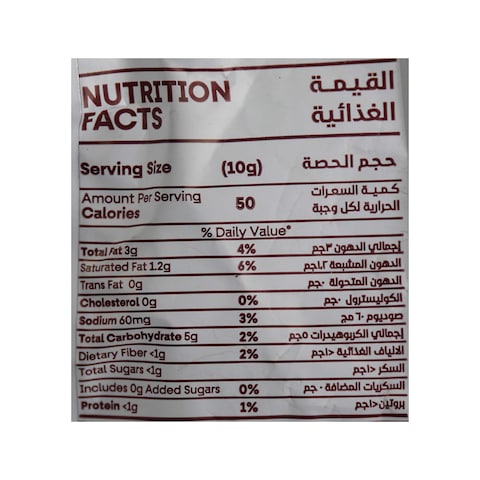 NUTRITION القيمة
FACTS الغذائية
Serving Size (10g) حجم الحصة
Amount Per Serving كمية السعرات
Calories 50 الحرارية لكل وجبة
% Daily Value*
Total Fat 3g 4% إجمالي الدهون ٣جم
Saturated Fat 1.2g 6% الدهون المشبعة ١.٢جم
Trans Fat 0g الدهون المتحولة ٠جم
Cholesterol 0g 0% الكوليسترول ٠جم
Sodium 60mg 3% صوديوم ٦٠ مج
Total Carbohydrate 5g 2% إجمالي الكربوهيدرات ٥جم
Dietary Fiber <1g 2% الالياف الغذائية <١جم
Total Sugars <1g السكر <١جم
Includes 0g Added Sugars 0% السكريات المضافة ٠جم
Protein <1g 1% بروتين <١جم